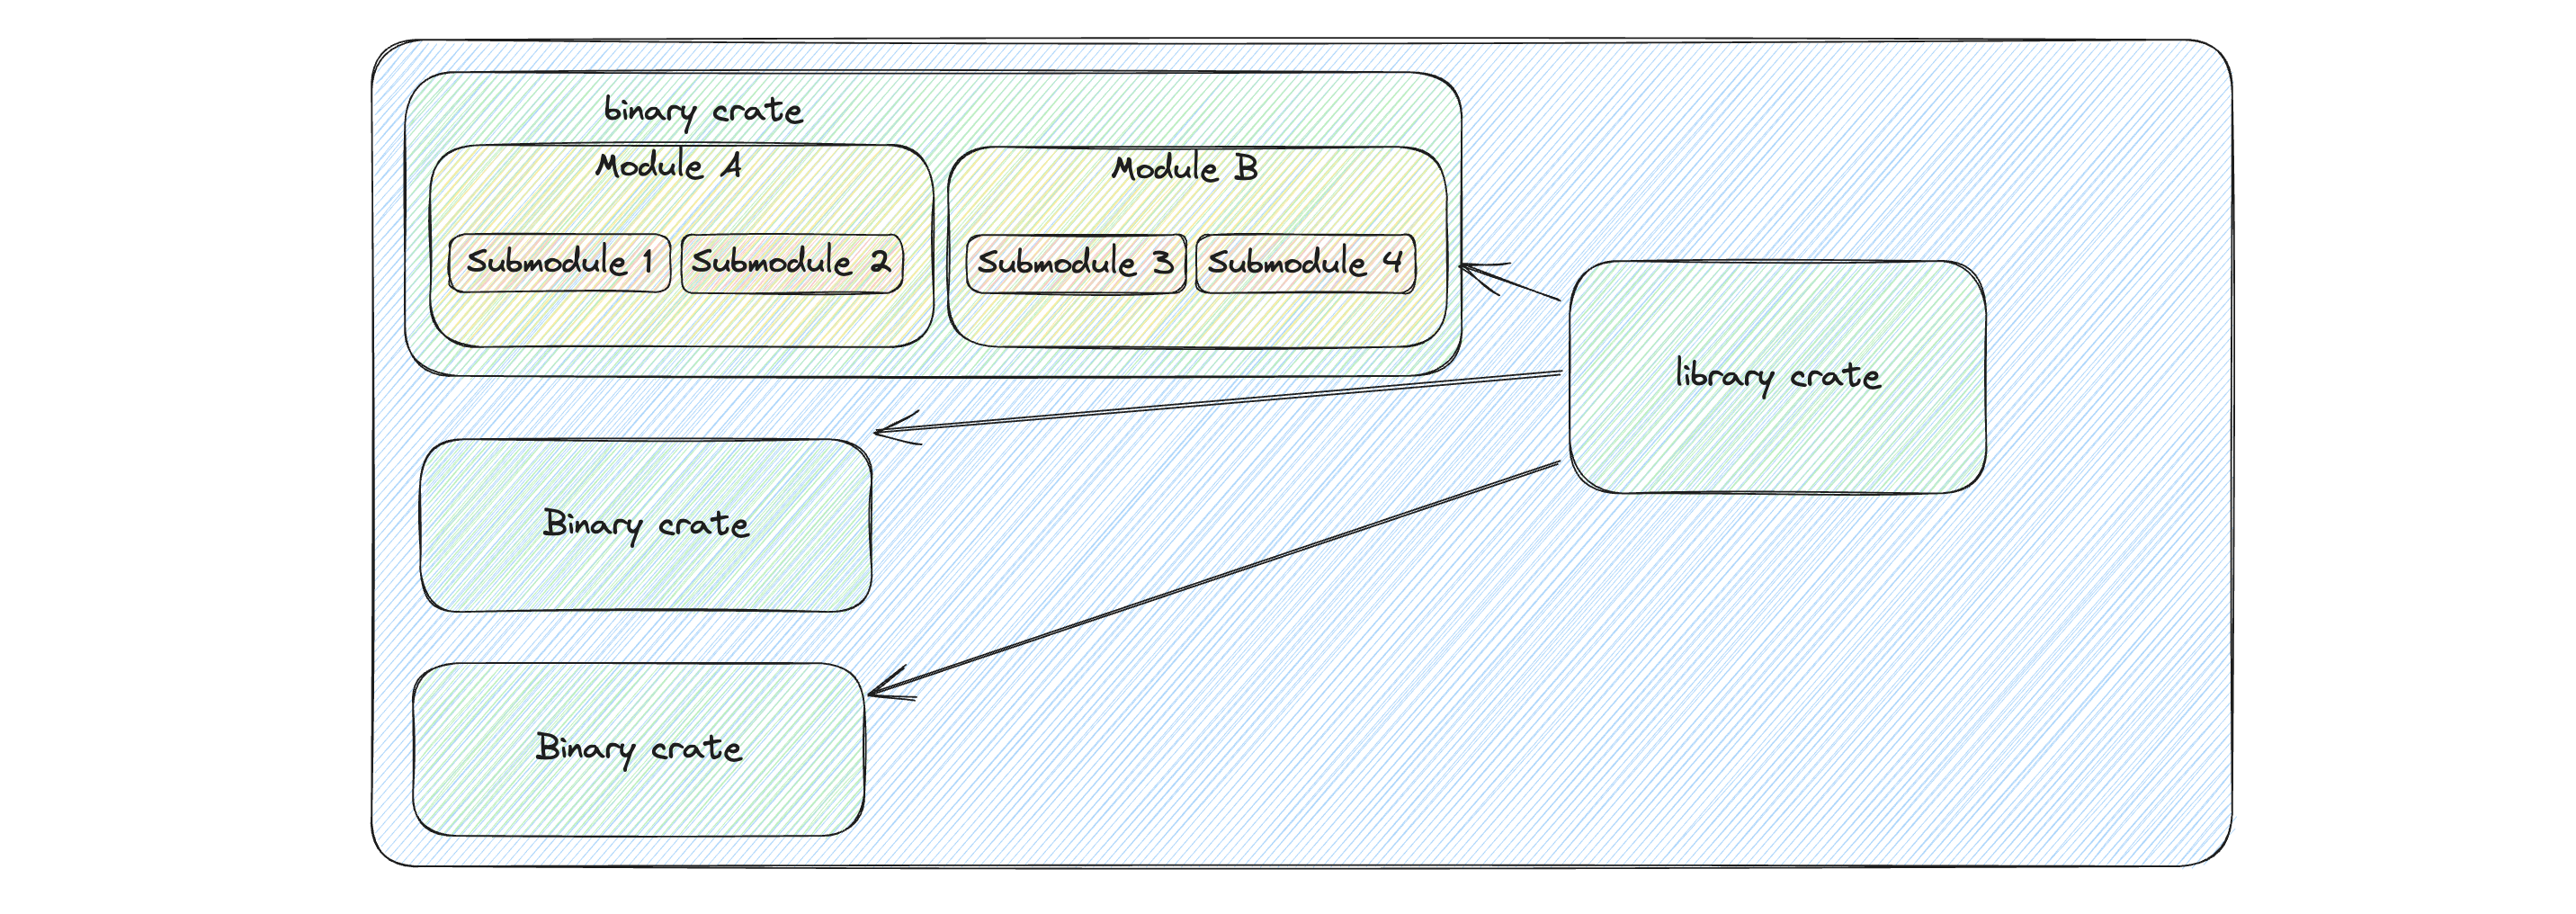 binary crate
Module A
Module B
Submodule 1
Submodule 2
Submodule 3
Submodule 4
library crate
Binary crate
Binary crate